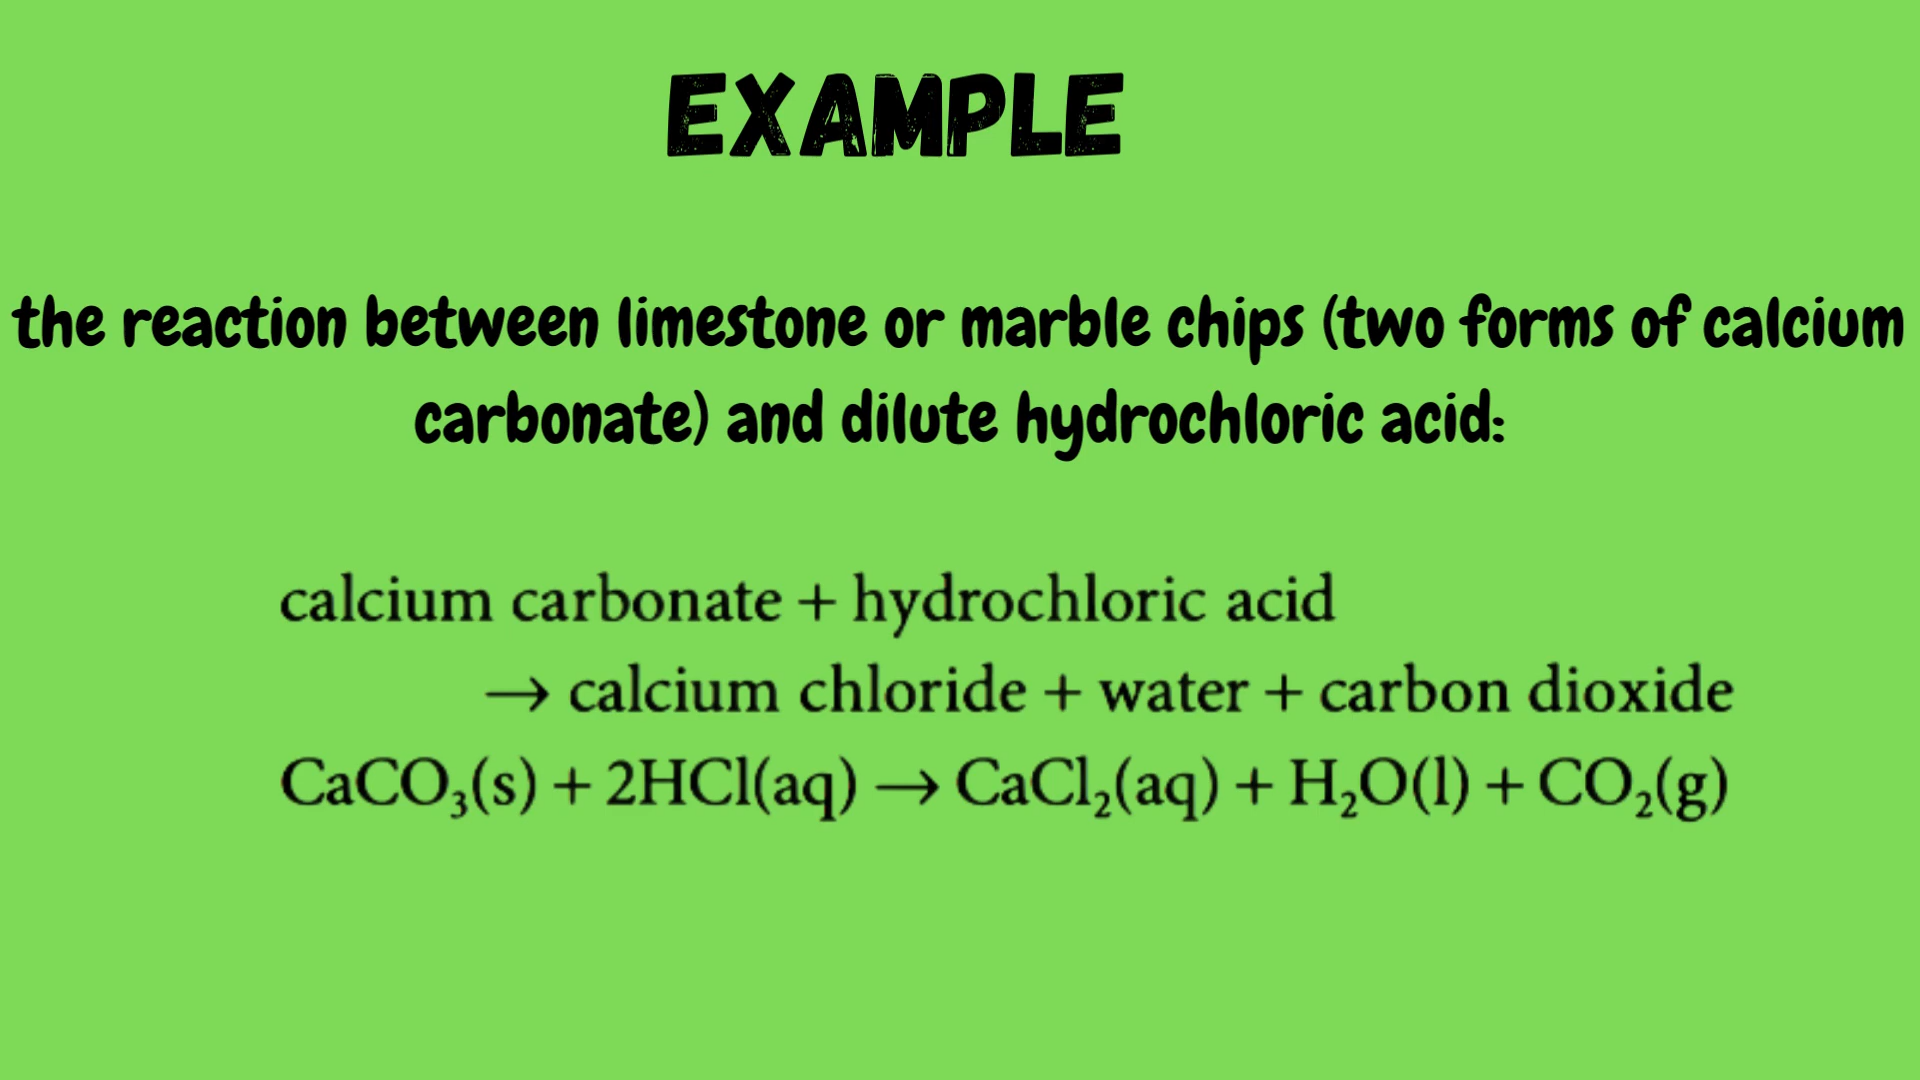 EXAMPLE
the reaction between limestone or marble chips (two forms of calcium
carbonate) and dilute hydrochloric acid:
calcium carbonate + hydrochloric acid
→ calcium chloride + water + carbon dioxide
CaCO₃(s) + 2HCl(aq) → CaCl₂(aq) + H₂O(l) + CO₂(g)